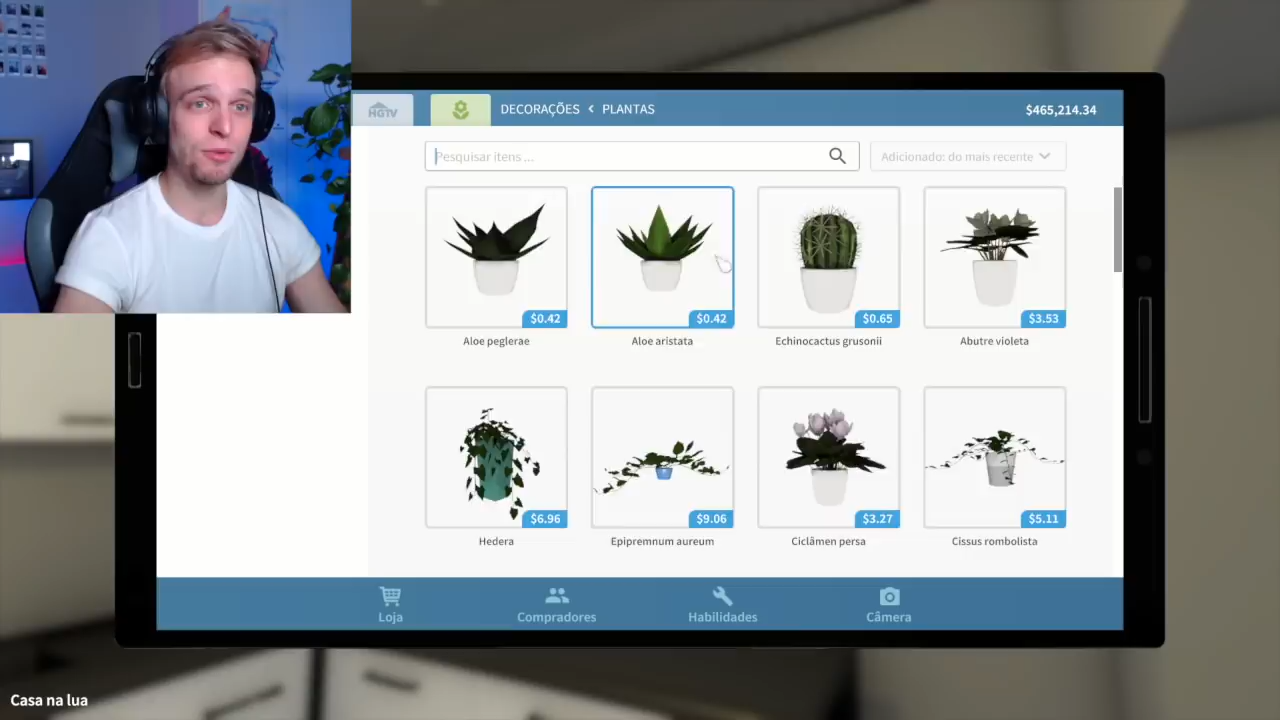 HGTV
DECORAÇÕES < PLANTAS
$465,214.34
Pesquisar itens ...
Adicionado: do mais recente
$0.42
$0.42
$0.65
$3.53
Aloe peglerae
Aloe aristata
Echinocactus grusonii
Abutre violeta
$6.96
$9.06
$3.27
$5.11
Hedera
Epipremnum aureum
Ciclâmen persa
Cissus rombolista
Loja
Compradores
Habilidades
Câmera
Casa na lua